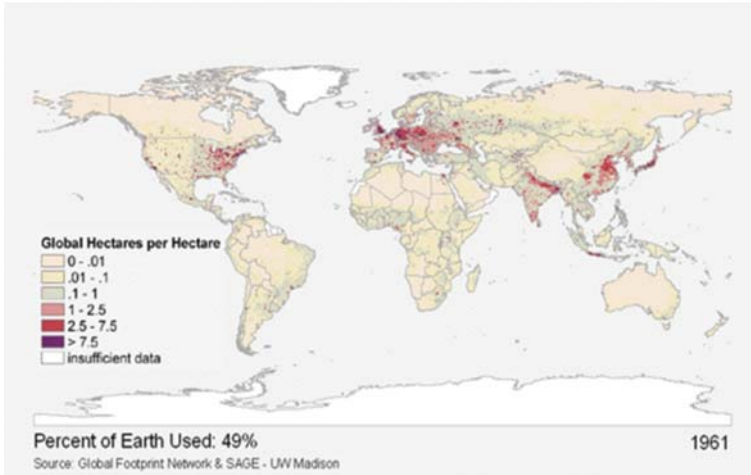 Global Hectares per Hectare
0 - .01
.01 - .1
.1 - 1
1 - 2.5
2.5 - 7.5
> 7.5
insufficient data
Percent of Earth Used: 49%
1961
Source: Global Footprint Network & SAGE - UW Madison